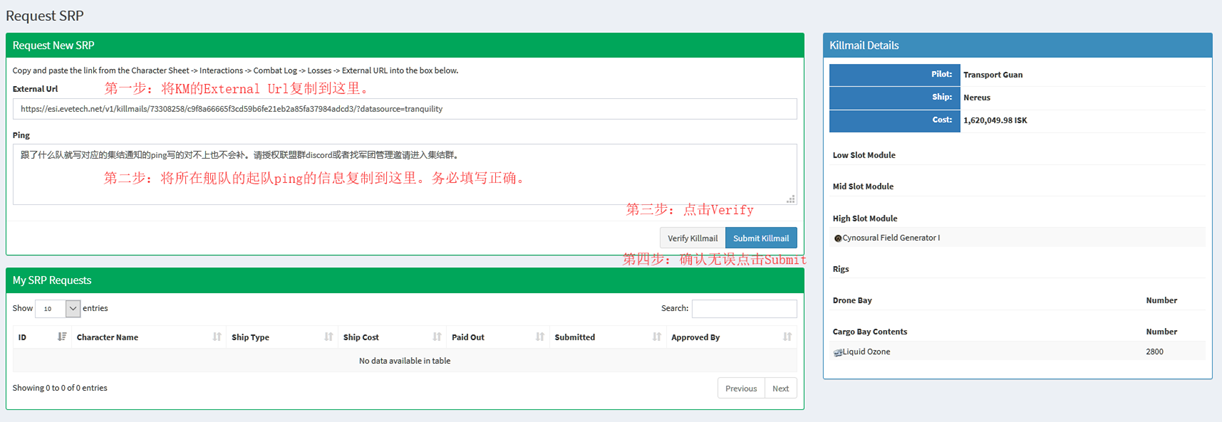 Request SRP
Request New SRP
Copy and paste the link from the Character Sheet -> Interactions -> Combat Log -> Losses -> External URL into the box below.
第一步：将KM的External Url复制到这里。
External Url
https://esi.evetech.net/v1/killmails/73308258/c9f8a66665f3cd59b6fe21eb2a85fa37984adcd3/?datasource=tranquility
Ping
跟了什么队就写对应的集结通知的ping写的对不上也不会补。请授权联盟群discord或者找军团管理邀请进入集结群。
第二步：将所在舰队的起队ping的信息复制到这里。务必填写正确。
第三步：点击Verify
Verify Killmail Submit Killmail
第四步：确认无误点击Submit
My SRP Requests
Show 10 entries Search:
ID Character Name Ship Type Ship Cost Paid Out Submitted Approved By
No data available in table
Showing 0 to 0 of 0 entries Previous Next
Killmail Details
Pilot: Transport Guan
Ship: Nereus
Cost: 1,620,049.98 ISK
Low Slot Module
Mid Slot Module
High Slot Module
Cynosural Field Generator I
Rigs
Drone Bay Number
Cargo Bay Contents Number
Liquid Ozone 2800